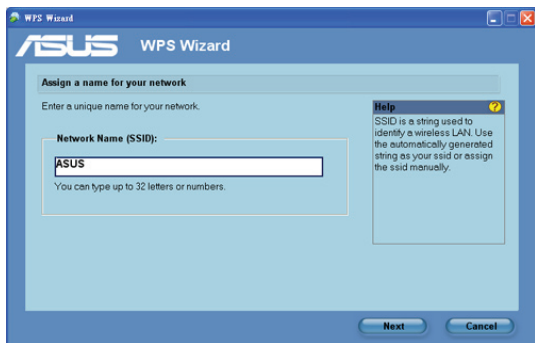 WPS Wizard
ASUS WPS Wizard
Assign a name for your network
Enter a unique name for your network.
Network Name (SSID):
ASUS
You can type up to 32 letters or numbers.
Help
SSID is a string used to
identify a wireless LAN. Use
the automatically generated
string as your ssid or assign
the ssid manually.
Next
Cancel